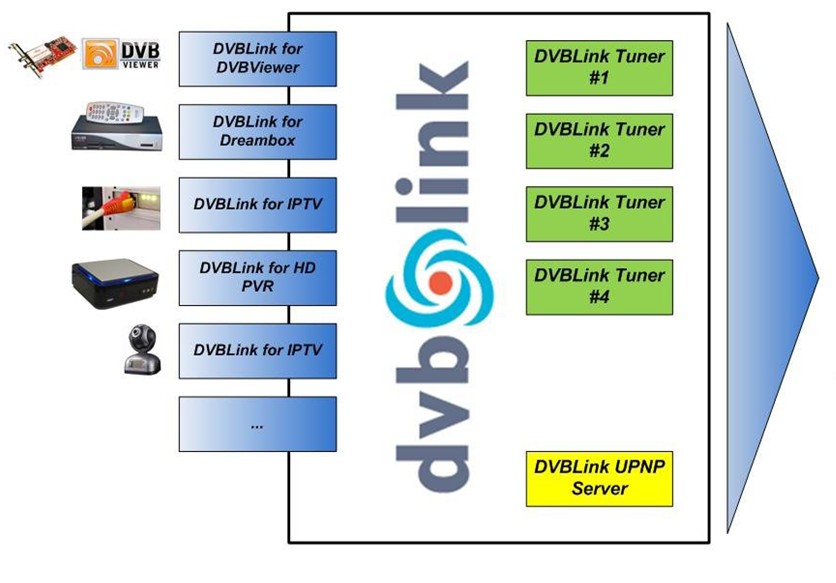 DVB
VIEWER
DVBLink for
DVBViewer
DVBLink for
Dreambox
DVBLink for IPTV
DVBLink for HD
PVR
DVBLink for IPTV
...
dvblink
DVBLink Tuner
#1
DVBLink Tuner
#2
DVBLink Tuner
#3
DVBLink Tuner
#4
DVBLink UPNP
Server